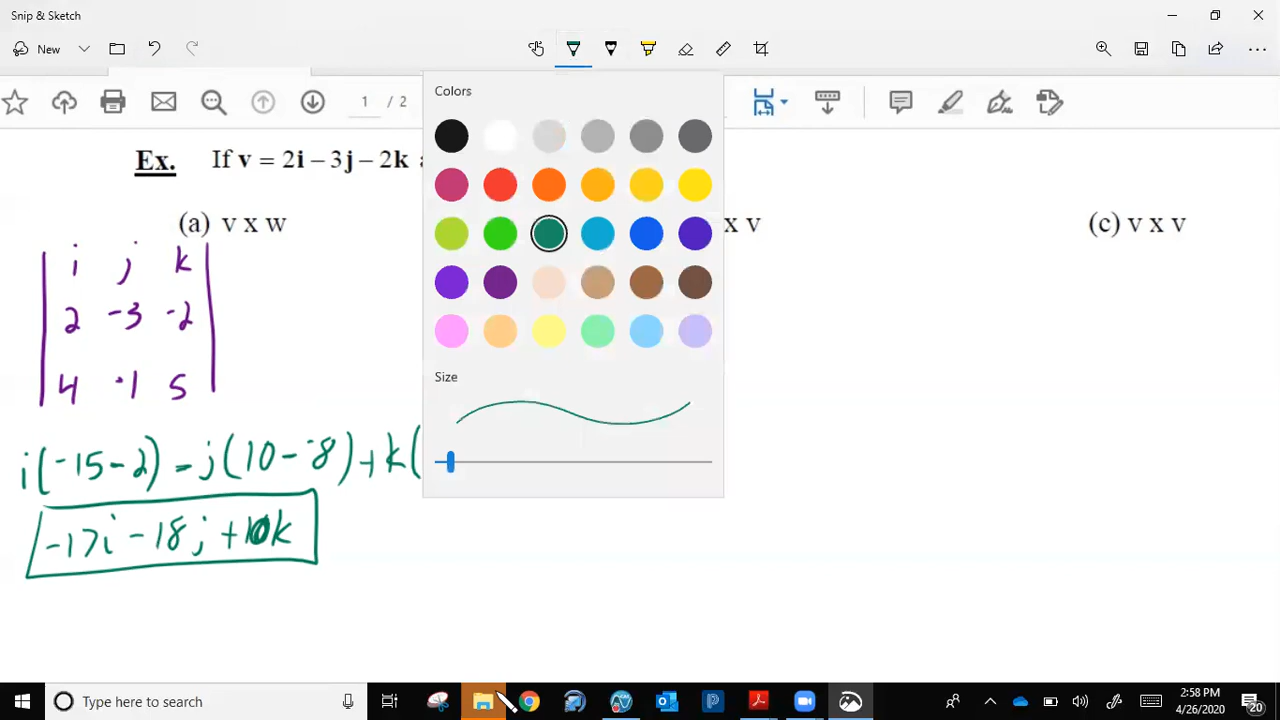 Snip & Sketch
New
1 / 2
Colors
Ex. If v = 2i – 3j – 2k
(a) v x w
x v
(c) v x v
i j k
2 -3 -2
4 -1 5
Size
i(-15-2) - j(10--8) + k(
-17i - 18j + 10k
Type here to search
2:58 PM
4/26/2020
20